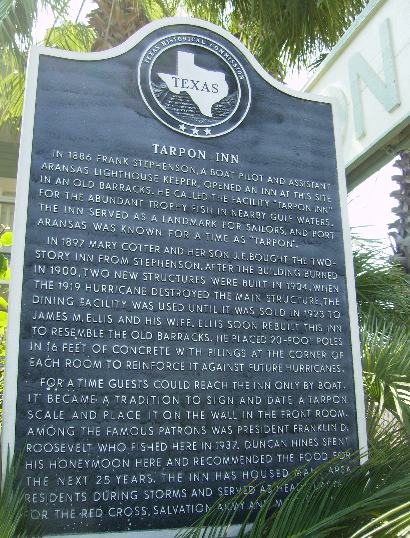 TEXAS HISTORICAL COMMISSION
TEXAS
TARPON INN
IN 1886 FRANK STEPHENSON, A BOAT PILOT AND ASSISTANT
ARANSAS LIGHTHOUSE KEEPER, OPENED AN INN AT THIS SITE
IN AN OLD BARRACKS. HE CALLED THE FACILITY "TARPON INN"
FOR THE ABUNDANT TROPHY FISH IN NEARBY GULF WATERS.
THE INN SERVED AS A LANDMARK FOR SAILORS, AND PORT
ARANSAS WAS KNOWN FOR A TIME AS "TARPON".
IN 1897 MARY COTTER AND HER SON J.E. BOUGHT THE TWO-
STORY INN FROM STEPHENSON. AFTER THE BUILDING BURNED
IN 1900, TWO NEW STRUCTURES WERE BUILT IN 1904. WHEN
THE 1919 HURRICANE DESTROYED THE MAIN STRUCTURE, THE
DINING FACILITY WAS USED UNTIL IT WAS SOLD IN 1923 TO
JAMES M. ELLIS AND HIS WIFE. ELLIS SOON REBUILT THIS INN
TO RESEMBLE THE OLD BARRACKS. HE PLACED 20-FOOT POLES
IN 16 FEET OF CONCRETE WITH PILINGS AT THE CORNER OF
EACH ROOM TO REINFORCE IT AGAINST FUTURE HURRICANES.
FOR A TIME GUESTS COULD REACH THE INN ONLY BY BOAT.
IT BECAME A TRADITION TO SIGN AND DATE A TARPON
SCALE AND PLACE IT ON THE WALL IN THE FRONT ROOM.
AMONG THE FAMOUS PATRONS WAS PRESIDENT FRANKLIN D.
ROOSEVELT WHO FISHED HERE IN 1937. DUNCAN HINES SPENT
HIS HONEYMOON HERE AND RECOMMENDED THE FOOD FOR
THE NEXT 25 YEARS. THE INN HAS HOUSED MANY AREA
RESIDENTS DURING STORMS AND SERVED AS
FOR THE RED CROSS, SALVATION ARMY AND
ON